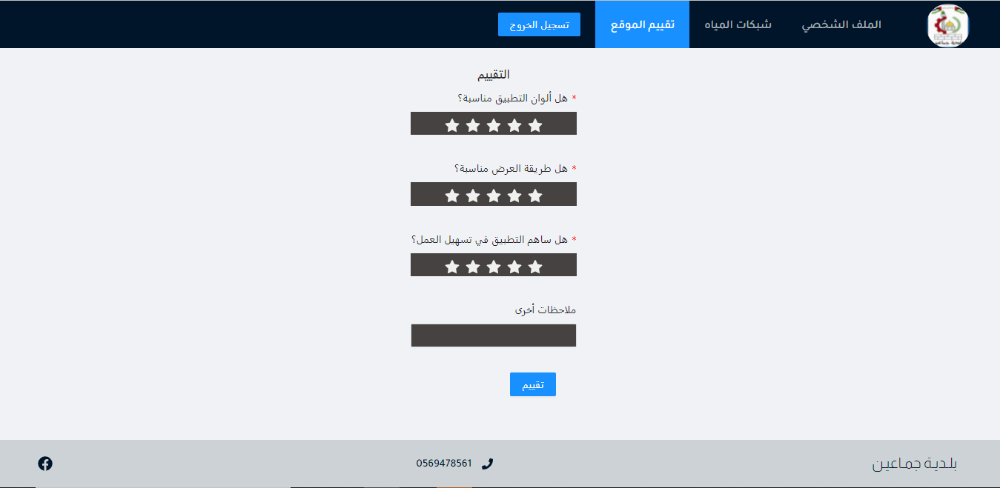 الملف الشخصي
شبكات المياه
تقييم الموقع
تسجيل الخروج
التقييم
* هل ألوان التطبيق مناسبة؟
* هل طريقة العرض مناسبة؟
* هل ساهم التطبيق في تسهيل العمل؟
ملاحظات أخرى
تقييم
بلدية جماعين
0569478561